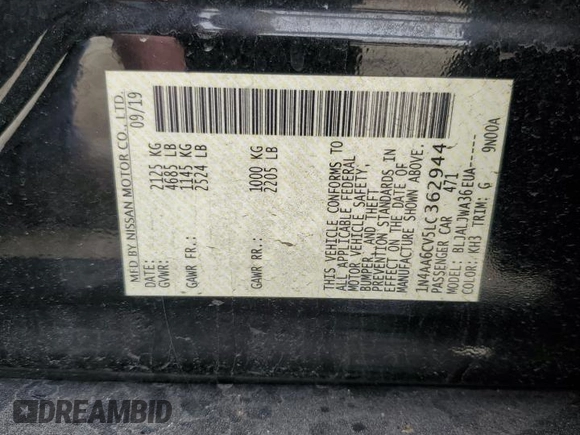 MFD BY NISSAN MOTOR CO., LTD.
DATE: 09/19
GVWR: 2125 KG
4685 LB
GAWR FR.: 1145 KG
2524 LB
GAWR RR.: 1000 KG
2205 LB
THIS VEHICLE CONFORMS TO
ALL APPLICABLE FEDERAL
MOTOR VEHICLE SAFETY,
BUMPER, AND THEFT
PREVENTION STANDARDS IN
EFFECT ON THE DATE OF
MANUFACTURE SHOWN ABOVE.
1N4AA6CV5LC362944
PASSENGER CAR 471
MODEL: BLJALJWA36EUA-----
COLOR: KH3 TRIM: G 9N00A
DREAMBID